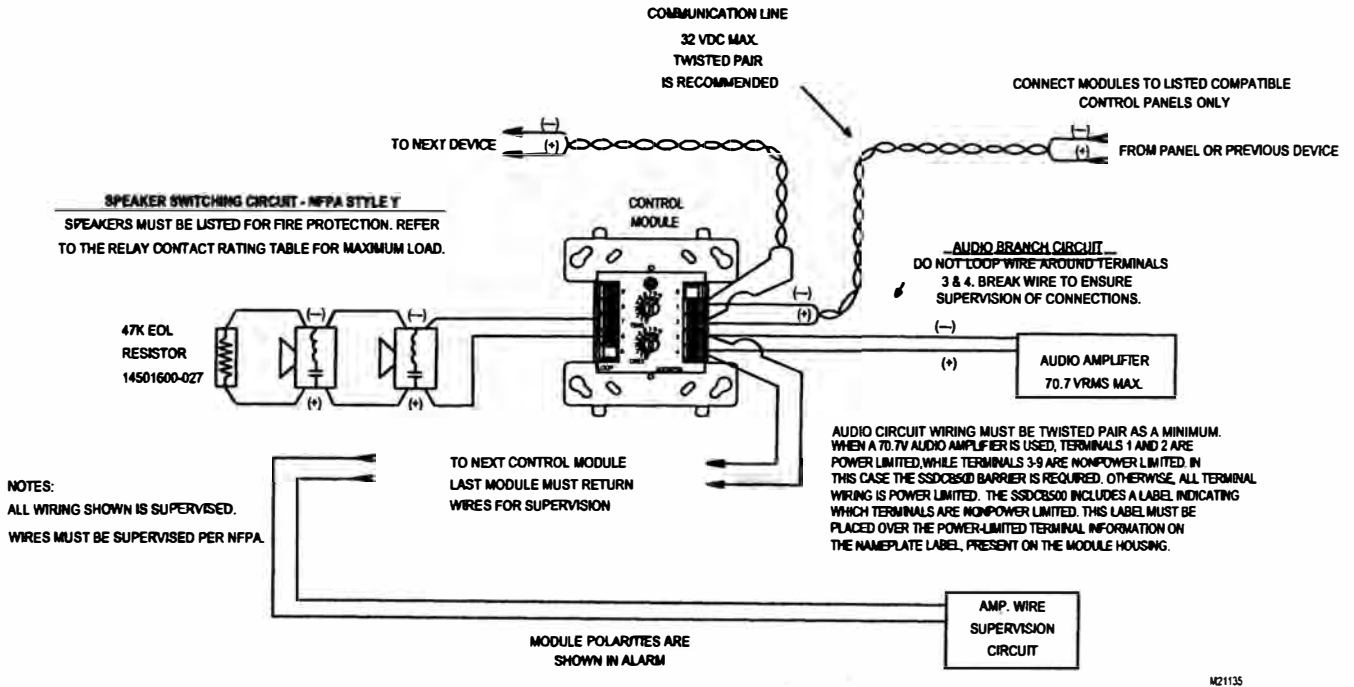 COMMUNICATION LINE
32 VDC MAX.
TWISTED PAIR
IS RECOMMENDED
CONNECT MODULES TO LISTED COMPATIBLE
CONTROL PANELS ONLY
(—)
TO NEXT DEVICE
(+)
(—)
(+)
FROM PANEL OR PREVIOUS DEVICE
SPEAKER SWITCHING CIRCUIT - NFPA STYLE Y
SPEAKERS MUST BE LISTED FOR FIRE PROTECTION. REFER
TO THE RELAY CONTACT RATING TABLE FOR MAXIMUM LOAD.
CONTROL
MODULE
AUDIO BRANCH CIRCUIT
DO NOT LOOP WIRE AROUND TERMINALS
3 & 4. BREAK WIRE TO ENSURE
SUPERVISION OF CONNECTIONS.
(—)
(+)
47K EOL
RESISTOR
14501600-027
(—)
(—)
(+)
(+)
LOOP
(—)
(+)
AUDIO AMPLIFIER
70.7 VRMS MAX.
AUDIO CIRCUIT WIRING MUST BE TWISTED PAIR AS A MINIMUM.
WHEN A 70.7V AUDIO AMPLIFIER IS USED, TERMINALS 1 AND 2 ARE
POWER LIMITED, WHILE TERMINALS 3-9 ARE NONPOWER LIMITED. IN
THIS CASE THE SSDCB500 BARRIER IS REQUIRED. OTHERWISE, ALL TERMINAL
WIRING IS POWER LIMITED. THE SSDCB500 INCLUDES A LABEL INDICATING
WHICH TERMINALS ARE NONPOWER LIMITED. THIS LABEL MUST BE
PLACED OVER THE POWER-LIMITED TERMINAL INFORMATION ON
THE NAMEPLATE LABEL, PRESENT ON THE MODULE HOUSING.
TO NEXT CONTROL MODULE
LAST MODULE MUST RETURN
WIRES FOR SUPERVISION
NOTES:
ALL WIRING SHOWN IS SUPERVISED.
WIRES MUST BE SUPERVISED PER NFPA.
AMP. WIRE
SUPERVISION
CIRCUIT
MODULE POLARITIES ARE
SHOWN IN ALARM
M21135